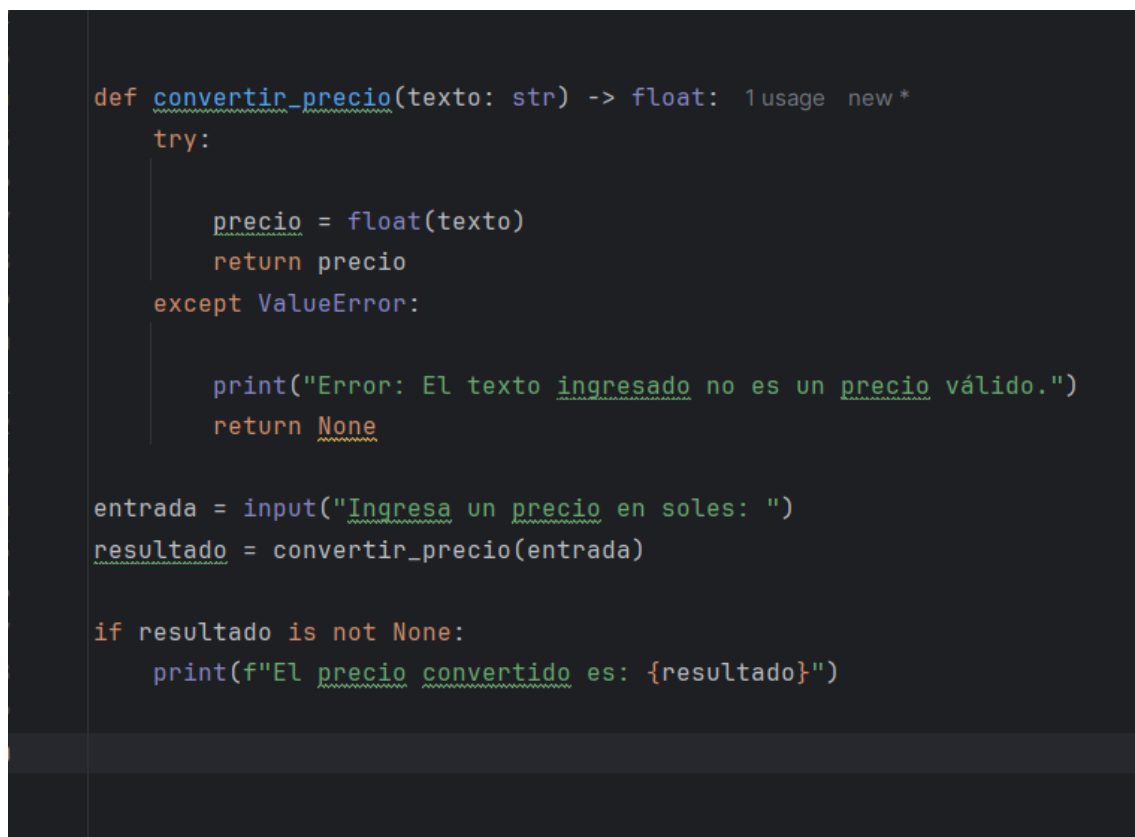 def convertir_precio(texto: str) -> float: 1 usage new *
try:
precio = float(texto)
return precio
except ValueError:
print("Error: El texto ingresado no es un precio válido.")
return None
entrada = input("Ingresa un precio en soles: ")
resultado = convertir_precio(entrada)
if resultado is not None:
print(f"El precio convertido es: {resultado}")